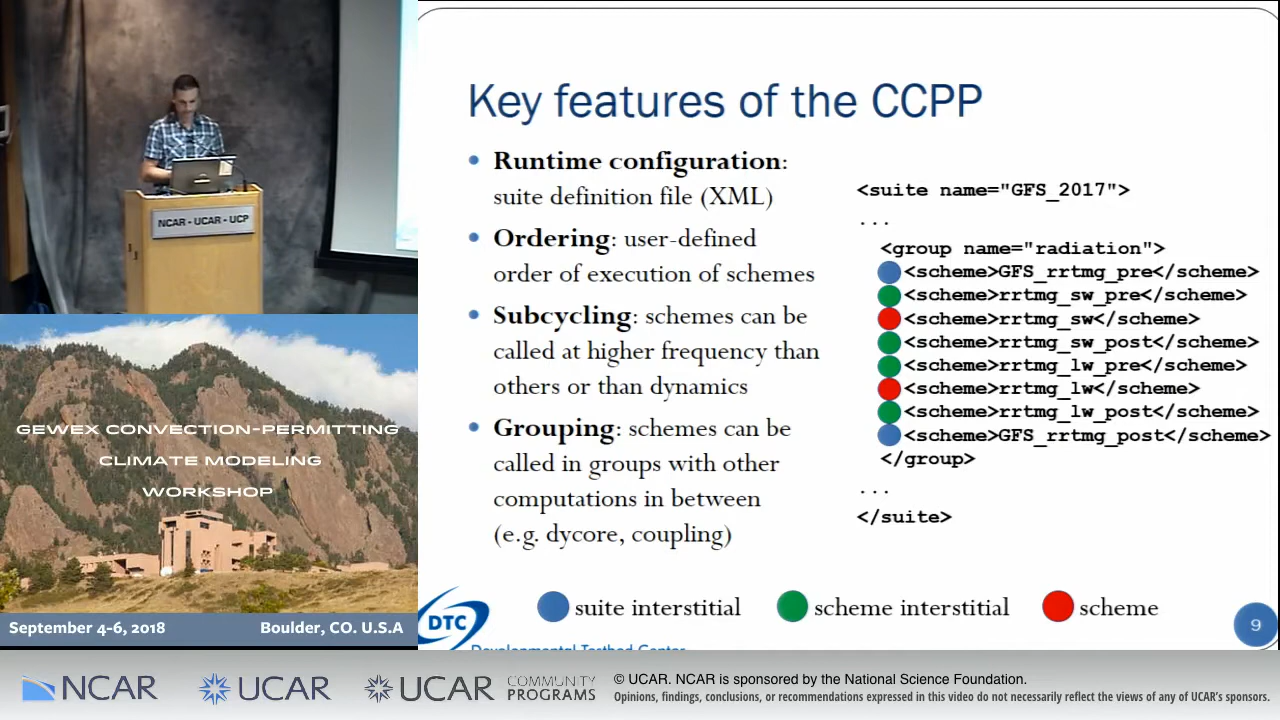 NCAR - UCAR - UCP
GEWEX CONVECTION-PERMITTING
CLIMATE MODELING
WORKSHOP
September 4-6, 2018
Boulder, CO. U.S.A
Key features of the CCPP
• Runtime configuration:
suite definition file (XML)
• Ordering: user-defined
order of execution of schemes
• Subcycling: schemes can be
called at higher frequency than
others or than dynamics
• Grouping: schemes can be
called in groups with other
computations in between
(e.g. dycore, coupling)
<suite name="GFS_2017">
...
<group name="radiation">
<scheme>GFS_rrtmg_pre</scheme>
<scheme>rrtmg_sw_pre</scheme>
<scheme>rrtmg_sw</scheme>
<scheme>rrtmg_sw_post</scheme>
<scheme>rrtmg_lw_pre</scheme>
<scheme>rrtmg_lw</scheme>
<scheme>rrtmg_lw_post</scheme>
<scheme>GFS_rrtmg_post</scheme>
</group>
...
</suite>
suite interstitial
scheme interstitial
scheme
DTC
Developmental Testbed Center
9
NCAR
UCAR
UCAR
COMMUNITY
PROGRAMS
© UCAR. NCAR is sponsored by the National Science Foundation.
Opinions, findings, conclusions, or recommendations expressed in this video do not necessarily reflect the views of any of UCAR's sponsors.